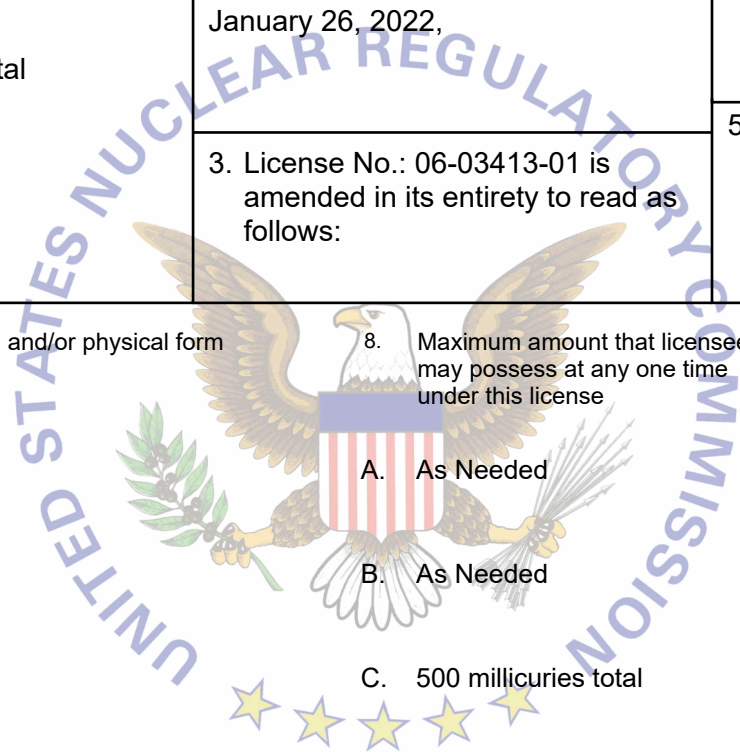 January 26, 2022,
tal
5
3. License No.: 06-03413-01 is
amended in its entirety to read as
follows:
and/or physical form
8. Maximum amount that licensee
may possess at any one time
under this license
A. As Needed
B. As Needed
C. 500 millicuries total
UNITED STATES NUCLEAR REGULATORY COMMISSION